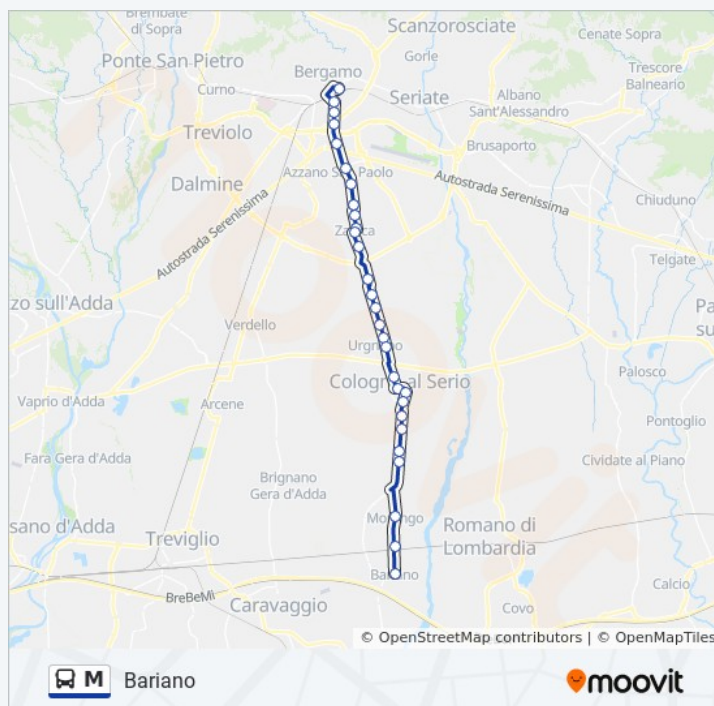 Brembate
di Sopra
Scanzorosciate
Cenate Sopra
Ponte San Pietro
Bergamo
Gorle
Trescore
Balneario
Curno
Seriate
Albano
Sant'Alessandro
Treviolo
Brusaporto
Azzano San Paolo
Dalmine
Autostrada Serenissima
Chiuduno
Autostrada Serenissima
Telgate
zo sull'Adda
Verdello
Pa
su
Urgnano
Palosco
Cologno al Serio
Vaprio d'Adda
Arcene
Pontoglio
Fara Gera d'Adda
Brignano
Gera d'Adda
Cividate al Piano
sano d'Adda
Treviglio
Romano di
Lombardia
Bariano
Calcio
BreBeMi
Caravaggio
Covo
© OpenStreetMap contributors | © OpenMapTiles
M Bariano
moovit